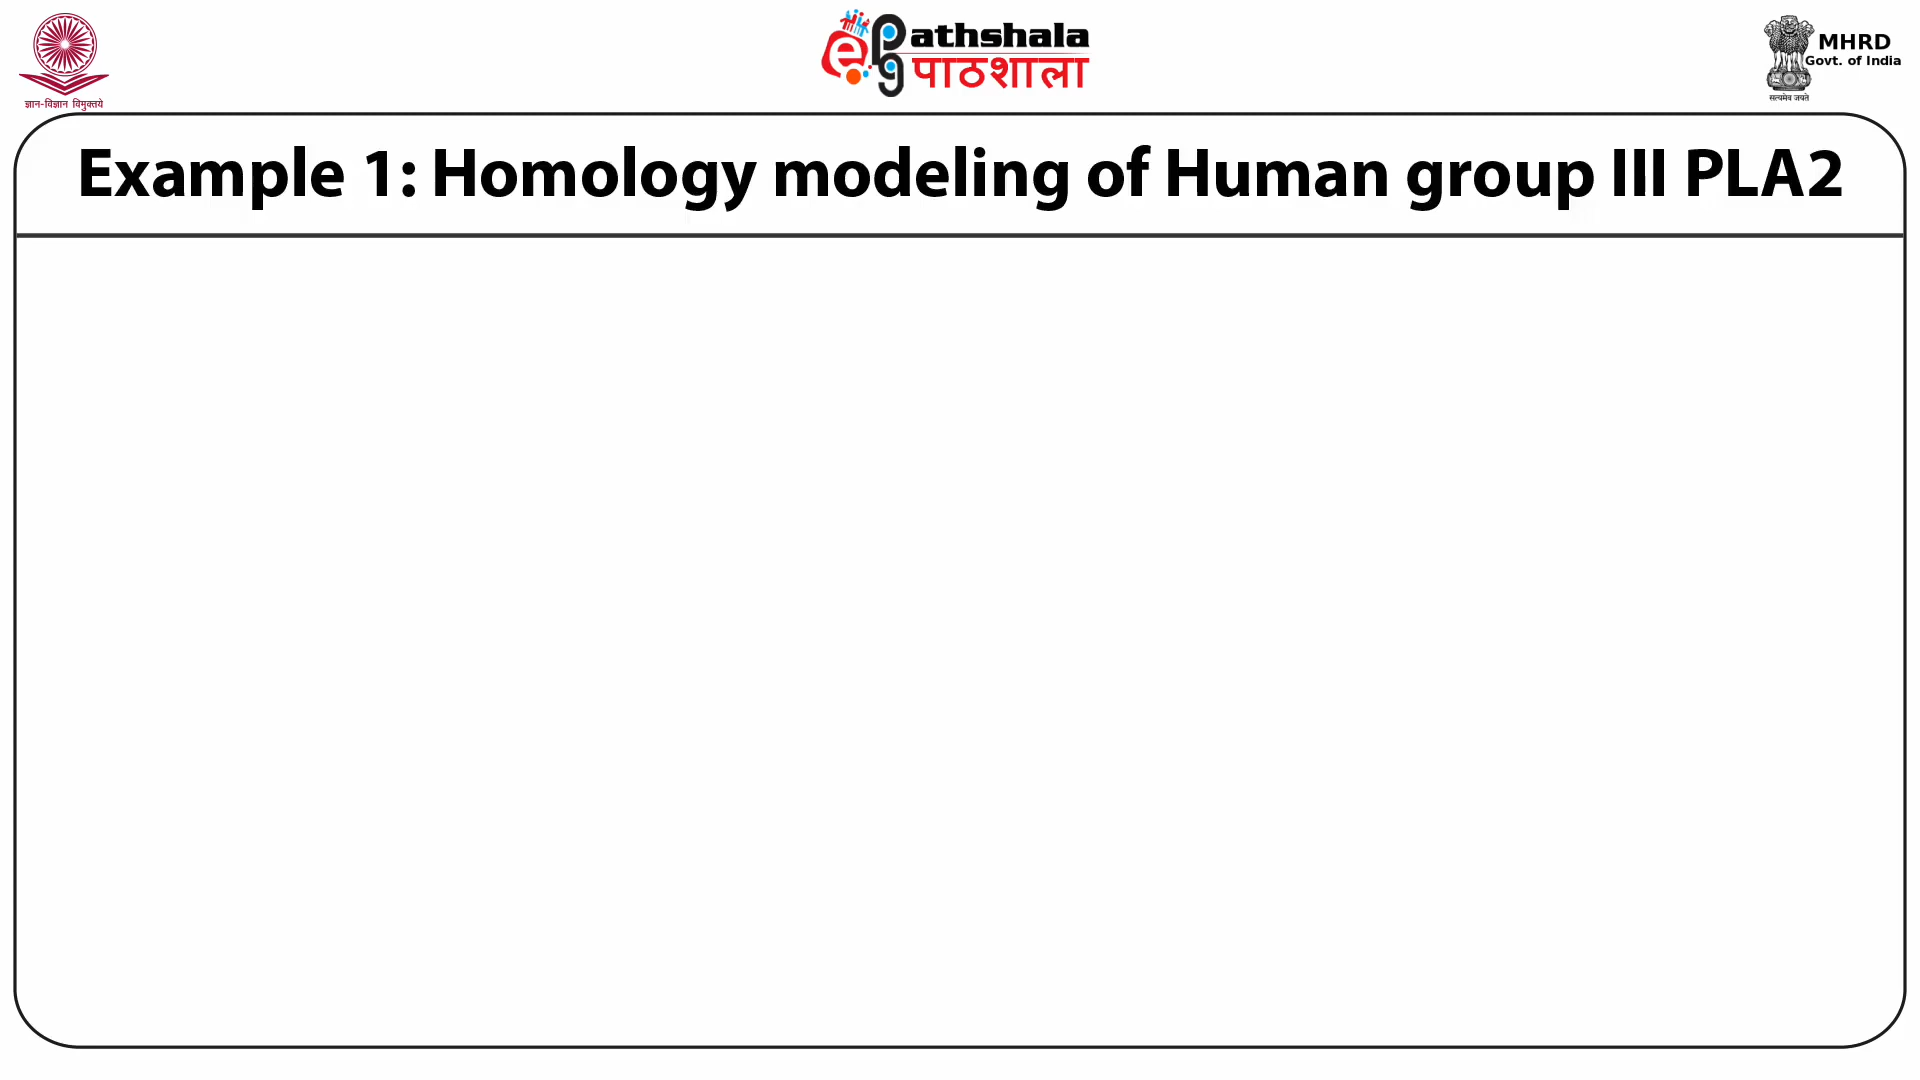 ज्ञान-विज्ञान विमुक्तये
e pg athshala
पाठशाला
MHRD
Govt. of India
सत्यमेव जयते
Example 1: Homology modeling of Human group III PLA2